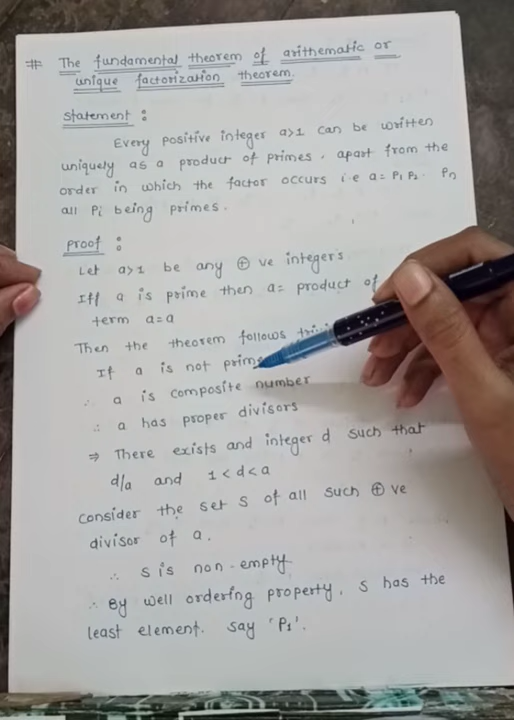 # The fundamental theorem of arithematic or
unique factorization theorem.
Statement :
Every positive integer a>1 can be written
uniquely as a product of primes, apart from the
order in which the factor occurs i.e a= P1 P2. Pn
all Pi being primes.
Proof :
Let a>1 be any ⊕ ve integers.
Iff a is prime then a= product of
term a=a
Then the theorem follows
If a is not prime
∴ a is composite number
∴ a has proper divisors
⇒ There exists and integer d such that
d/a and 1<d<a
Consider the set S of all such ⊕ ve
divisor of a.
∴ S is non-empty
∴ By well ordering property, S has the
least element. Say 'P1'.